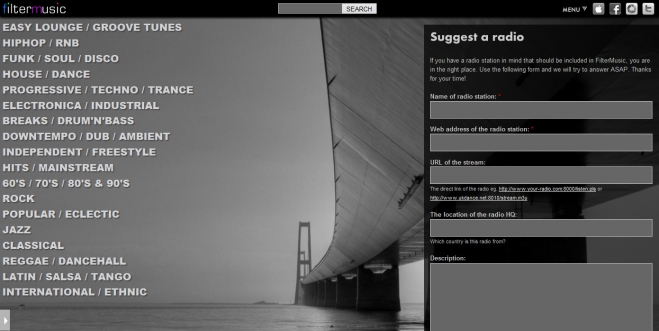 filtermusic
SEARCH
MENU
EASY LOUNGE / GROOVE TUNES
HIPHOP / RNB
FUNK / SOUL / DISCO
HOUSE / DANCE
PROGRESSIVE / TECHNO / TRANCE
ELECTRONICA / INDUSTRIAL
BREAKS / DRUM'N'BASS
DOWNTEMPO / DUB / AMBIENT
INDEPENDENT / FREESTYLE
HITS / MAINSTREAM
60'S / 70'S / 80'S & 90'S
ROCK
POPULAR / ECLECTIC
JAZZ
CLASSICAL
REGGAE / DANCEHALL
LATIN / SALSA / TANGO
INTERNATIONAL / ETHNIC
Suggest a radio
If you have a radio station in mind that should be included in FilterMusic, you are
in the right place. Use the following form and we will try to answer ASAP. Thanks
for your time!
Name of radio station: *
Web address of the radio station: *
URL of the stream:
The direct link of the radio eg. http://www.your-radio.com:8000/listen.pls or
http://www.ukdance.net:8010/stream.m3u
The location of the radio HQ:
Which country is this radio from?
Description: